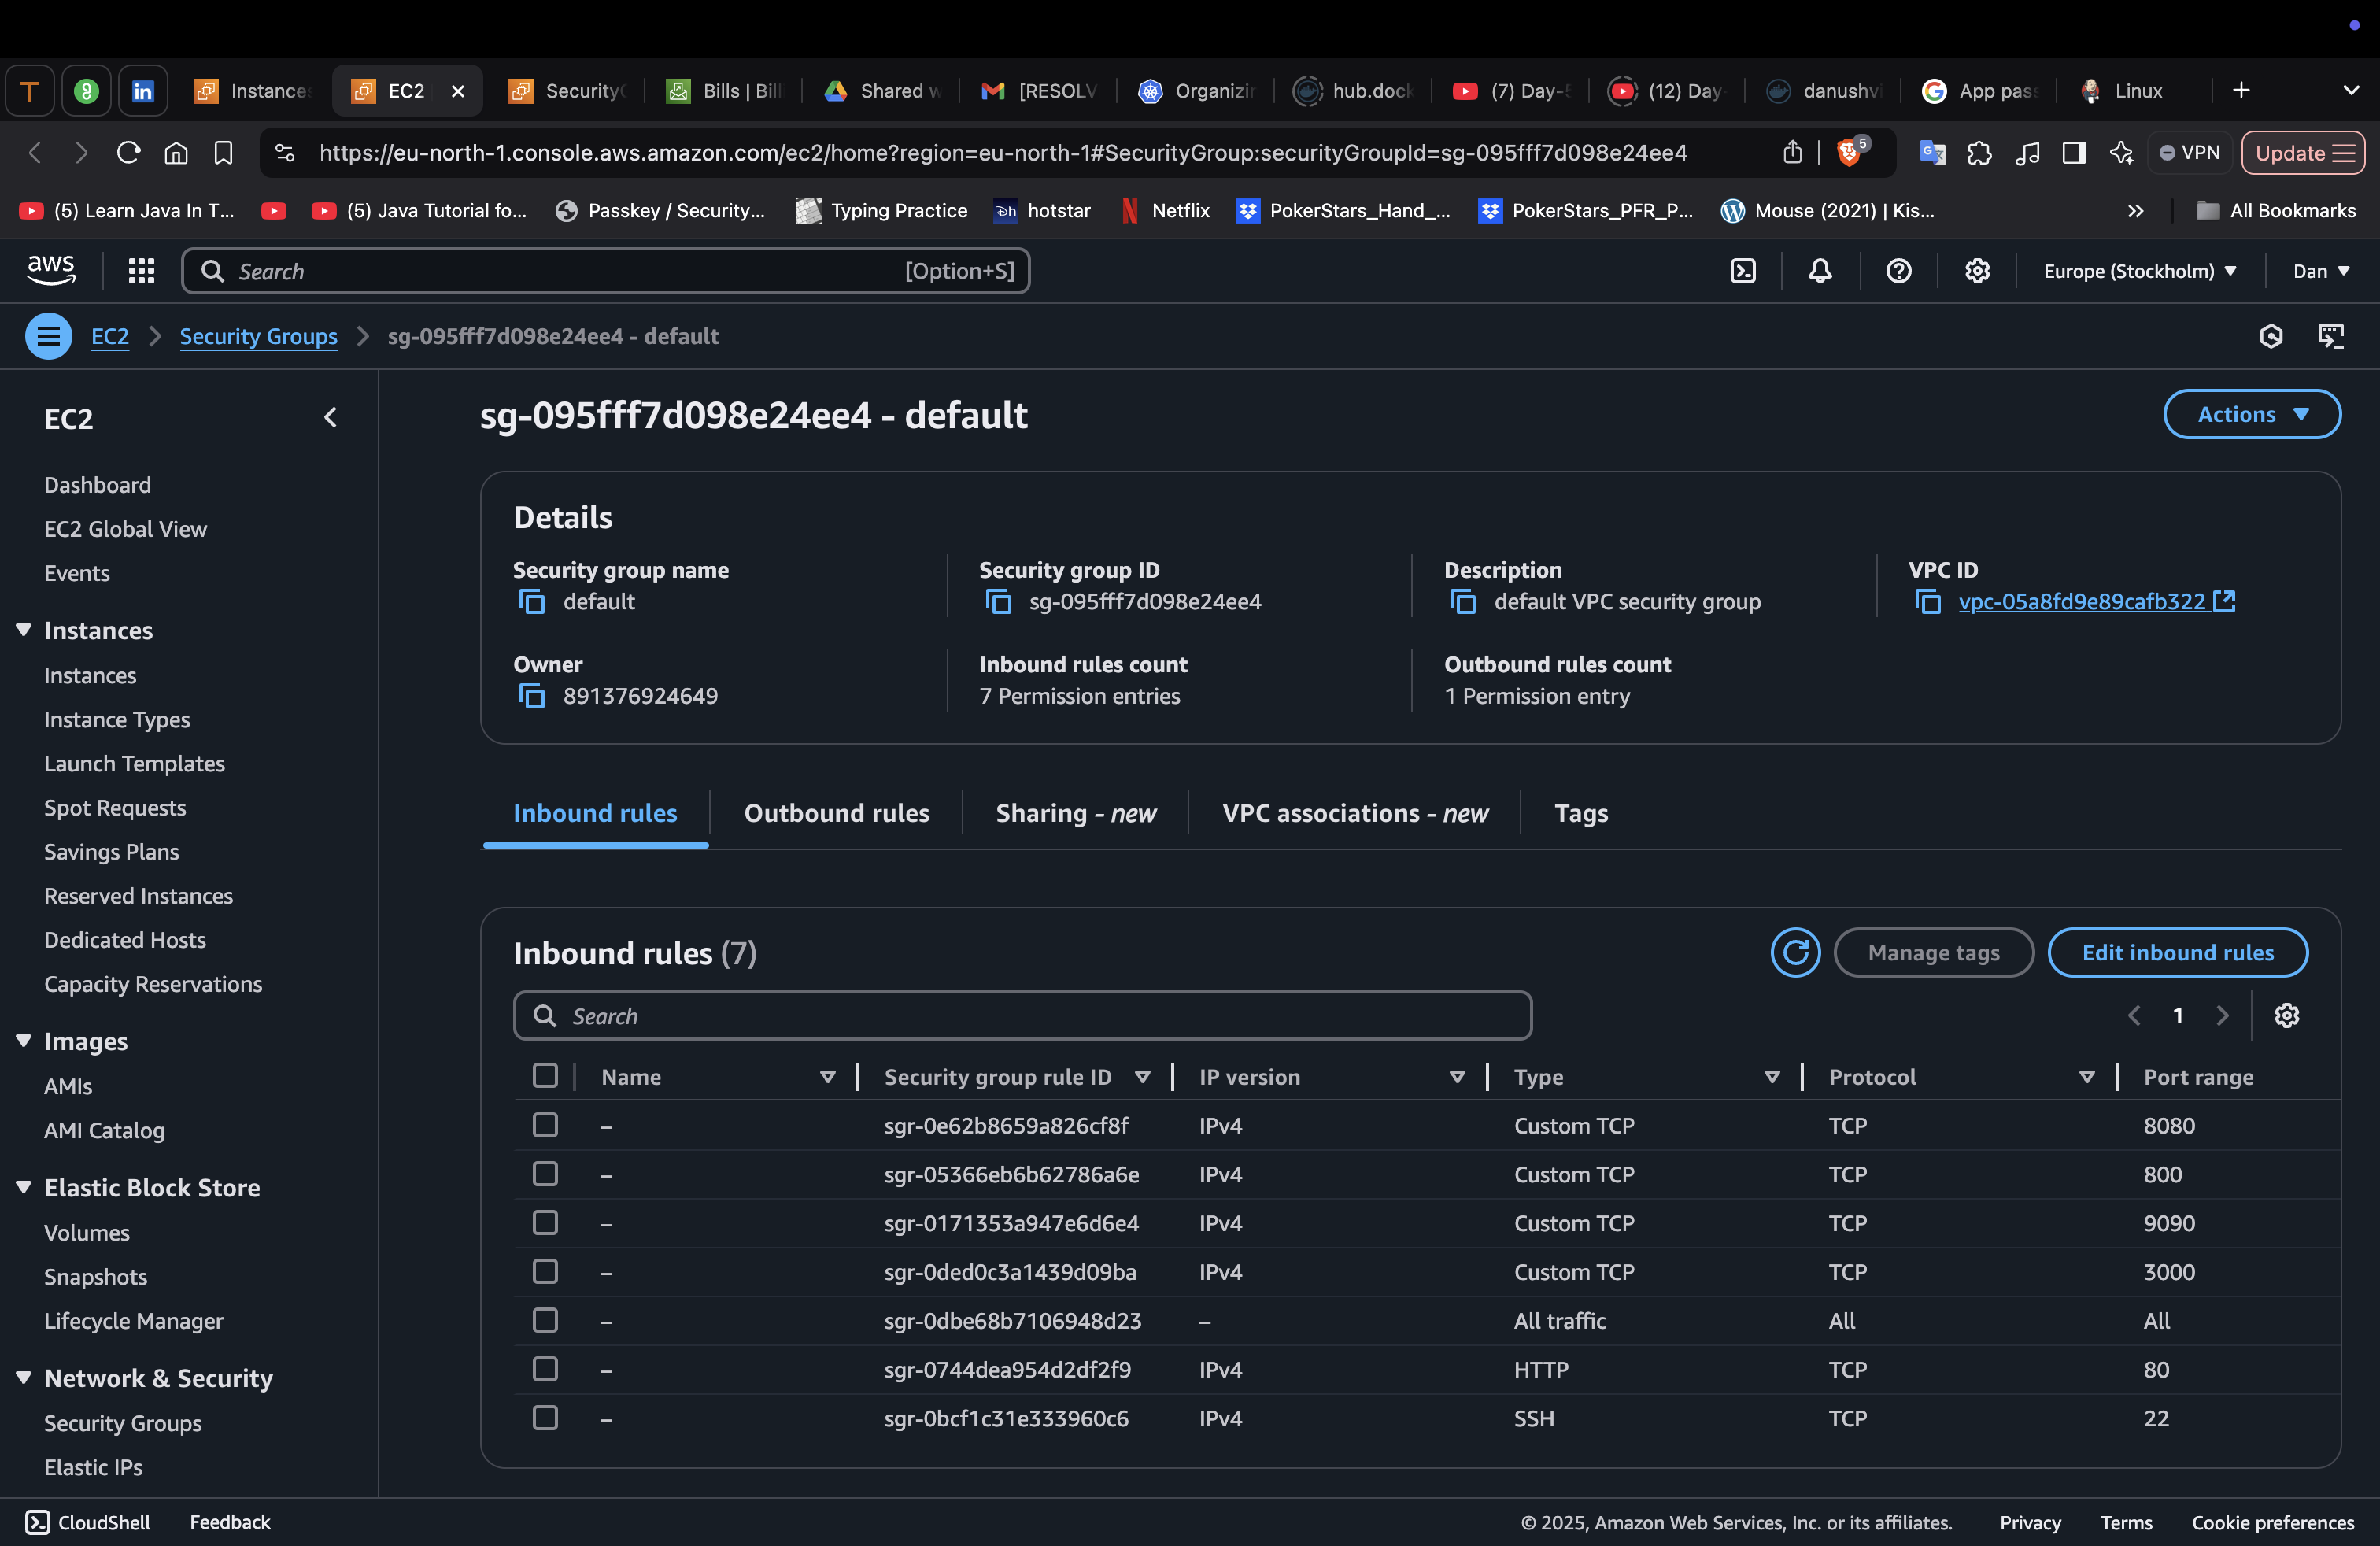 Instances
EC2
Security
Bills | Bill
Shared w
[RESOLV
Organizin
hub.dock
(7) Day-
(12) Day-
danushvi
App pass
Linux
https://eu-north-1.console.aws.amazon.com/ec2/home?region=eu-north-1#SecurityGroup:securityGroupId=sg-095fff7d098e24ee4
5
VPN
Update
(5) Learn Java In T...
(5) Java Tutorial fo...
Passkey / Security...
Typing Practice
hotstar
Netflix
PokerStars_Hand_...
PokerStars_PFR_P...
Mouse (2021) | Kis...
All Bookmarks
aws
Search
[Option+S]
Europe (Stockholm)
Dan
EC2
Security Groups
sg-095fff7d098e24ee4 - default
EC2
Dashboard
EC2 Global View
Events
Instances
Instances
Instance Types
Launch Templates
Spot Requests
Savings Plans
Reserved Instances
Dedicated Hosts
Capacity Reservations
Images
AMIs
AMI Catalog
Elastic Block Store
Volumes
Snapshots
Lifecycle Manager
Network & Security
Security Groups
Elastic IPs
sg-095fff7d098e24ee4 - default
Actions
Details
Security group name
default
Security group ID
sg-095fff7d098e24ee4
Description
default VPC security group
VPC ID
vpc-05a8fd9e89cafb322
Owner
891376924649
Inbound rules count
7 Permission entries
Outbound rules count
1 Permission entry
Inbound rules
Outbound rules
Sharing - new
VPC associations - new
Tags
Inbound rules (7)
Manage tags
Edit inbound rules
Search
1
Name Security group rule ID IP version Type Protocol Port range
– sgr-0e62b8659a826cf8f IPv4 Custom TCP TCP 8080
– sgr-05366eb6b62786a6e IPv4 Custom TCP TCP 800
– sgr-0171353a947e6d6e4 IPv4 Custom TCP TCP 9090
– sgr-0ded0c3a1439d09ba IPv4 Custom TCP TCP 3000
– sgr-0dbe68b7106948d23 – All traffic All All
– sgr-0744dea954d2df2f9 IPv4 HTTP TCP 80
– sgr-0bcf1c31e333960c6 IPv4 SSH TCP 22
CloudShell
Feedback
© 2025, Amazon Web Services, Inc. or its affiliates.
Privacy
Terms
Cookie preferences